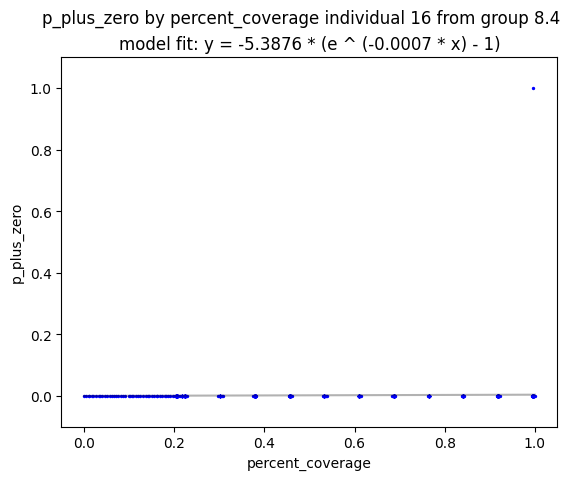 p_plus_zero by percent_coverage individual 16 from group 8.4
model fit: y = -5.3876 * (e ^ (-0.0007 * x) - 1)
1.0
0.8
0.6
0.4
0.2
0.0
p_plus_zero
0.0 0.2 0.4 0.6 0.8 1.0
percent_coverage